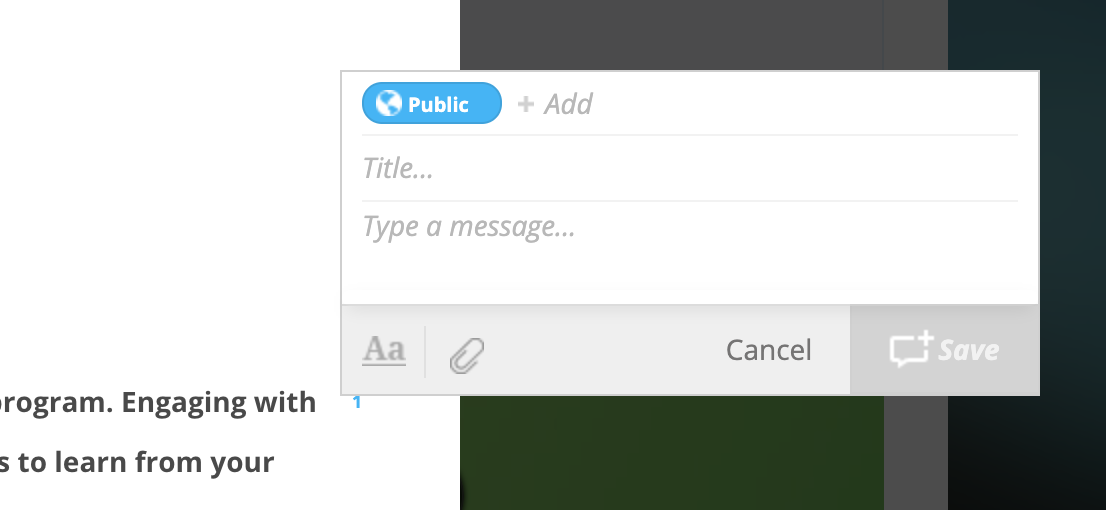 Public + Add
Title...
Type a message...
Aa Cancel Save
program. Engaging with 1
s to learn from your